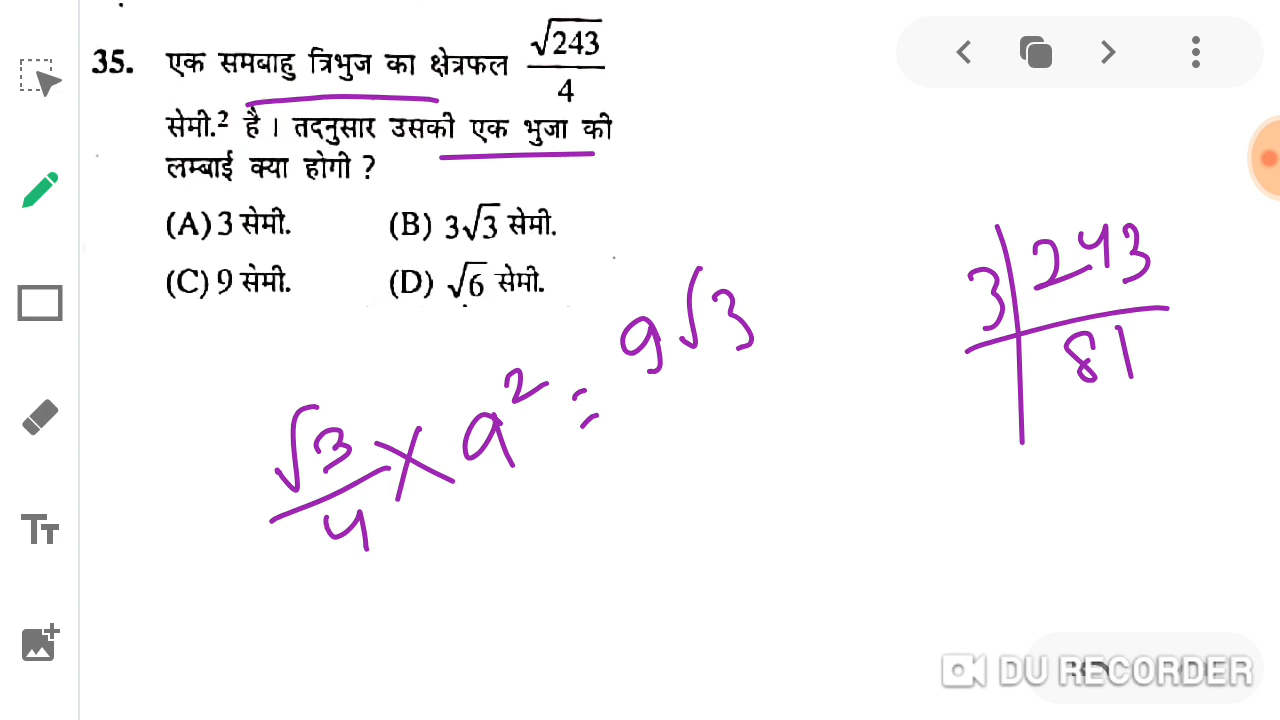 35. एक समबाहु त्रिभुज का क्षेत्रफल √243/4
सेमी.² है । तदनुसार उसकी एक भुजा की
लम्बाई क्या होगी ?
(A) 3 सेमी. (B) 3√3 सेमी.
(C) 9 सेमी. (D) √6 सेमी.
√3/4 × a² = 9√3
3 | 243
81
Tт
DU RECORDER